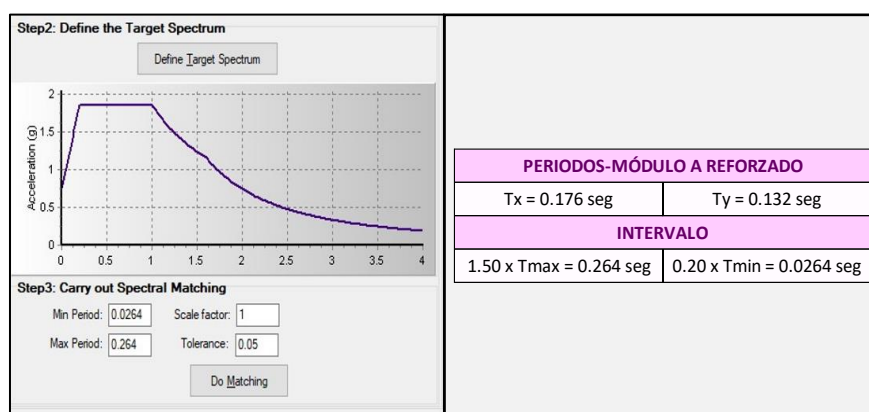 Step2: Define the Target Spectrum
Define Target Spectrum
Acceleration (g)
2
1.5
1
0.5
0
0 0.5 1 1.5 2 2.5 3 3.5 4
Step3: Carry out Spectral Matching
Min Period: 0.0264 Scale factor: 1
Max Period: 0.264 Tolerance: 0.05
Do Matching
PERIODOS-MÓDULO A REFORZADO
Tx = 0.176 seg Ty = 0.132 seg
INTERVALO
1.50 x Tmax = 0.264 seg 0.20 x Tmin = 0.0264 seg